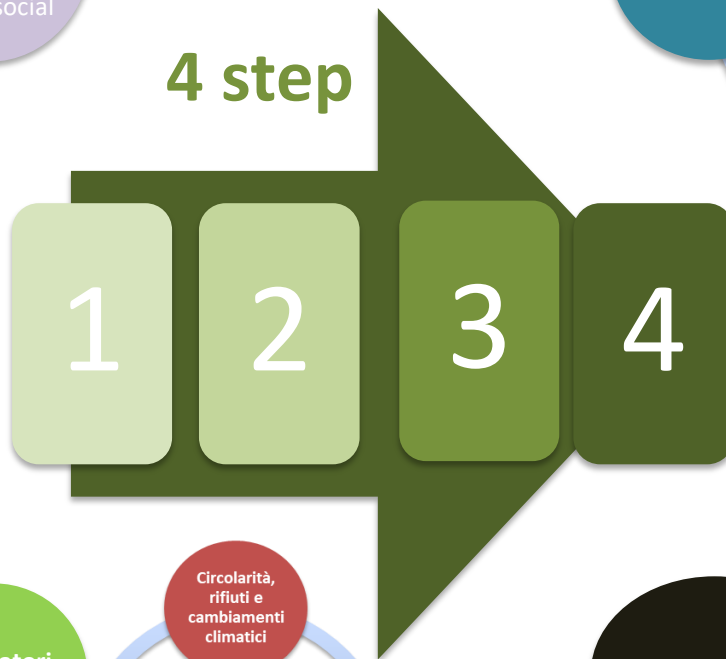 social
4 step
1 2 3 4
Circolarità,
rifiuti e
cambiamenti
climatici